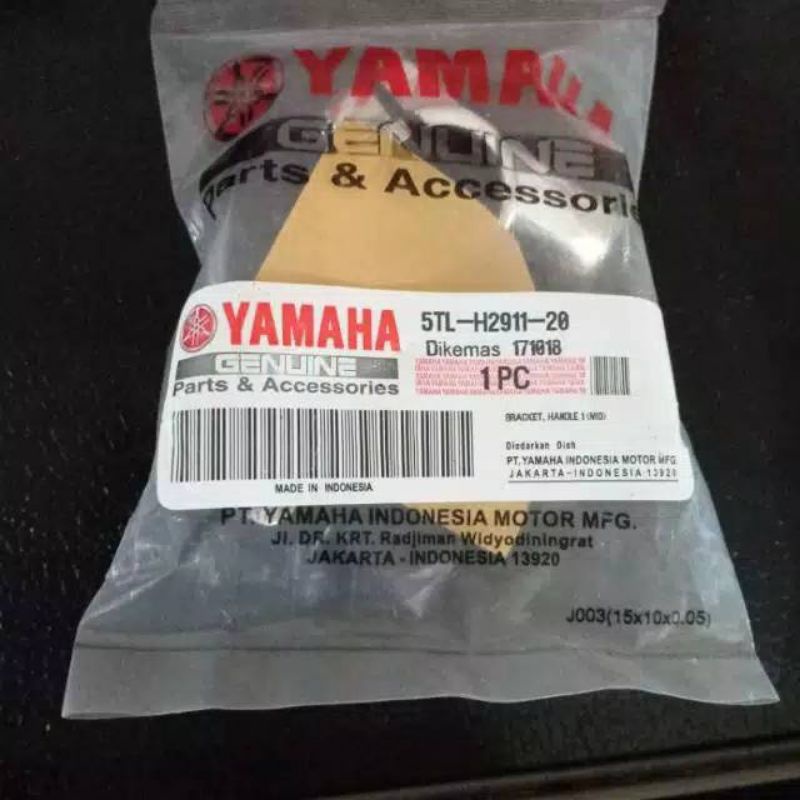 YAMAHA
GENUINE
Parts & Accessories
YAMAHA
GENUINE
Parts & Accessories
5TL-H2911-20
Dikemas 171018
1 PC
BRACKET, HANDLE 1 (MIO)
Diedarkan Oleh
PT. YAMAHA INDONESIA MOTOR MFG
JAKARTA-INDONESIA 13920
MADE IN INDONESIA
PT. YAMAHA INDONESIA MOTOR MFG.
Jl. DR. KRT. Radjiman Widyodiningrat
JAKARTA - INDONESIA 13920
J003(15x10x0.05)